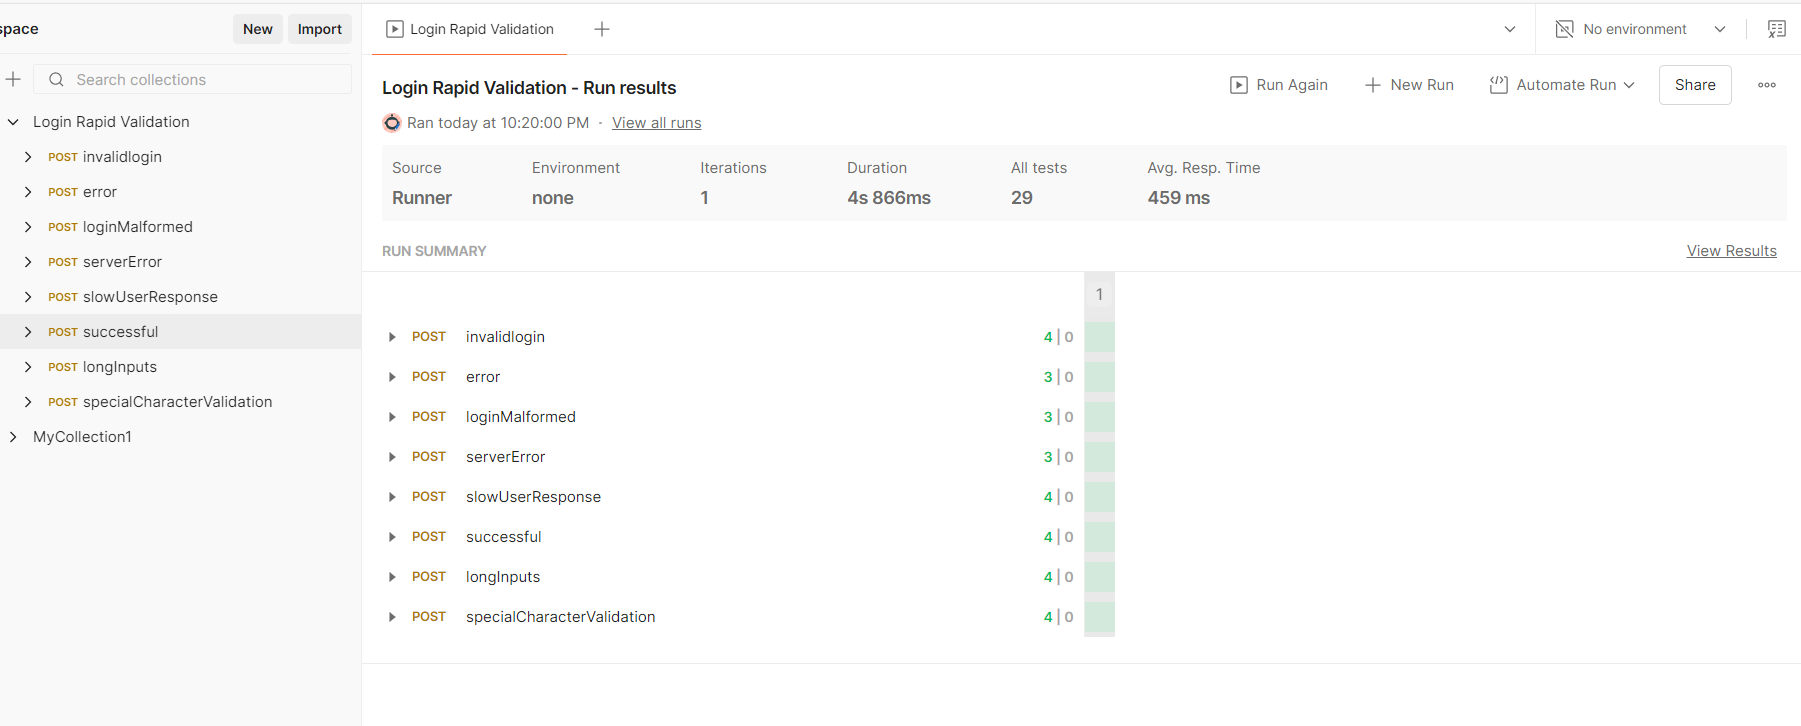 space
New
Import
Search collections
Login Rapid Validation
POST invalidlogin
POST error
POST loginMalformed
POST serverError
POST slowUserResponse
POST successful
POST longInputs
POST specialCharacterValidation
MyCollection1
Login Rapid Validation
No environment
Login Rapid Validation - Run results
Run Again
New Run
Automate Run
Share
Ran today at 10:20:00 PM · View all runs
Source Environment Iterations Duration All tests Avg. Resp. Time
Runner none 1 4s 866ms 29 459 ms
RUN SUMMARY
View Results
1
POST invalidlogin 4 | 0
POST error 3 | 0
POST loginMalformed 3 | 0
POST serverError 3 | 0
POST slowUserResponse 4 | 0
POST successful 4 | 0
POST longInputs 4 | 0
POST specialCharacterValidation 4 | 0